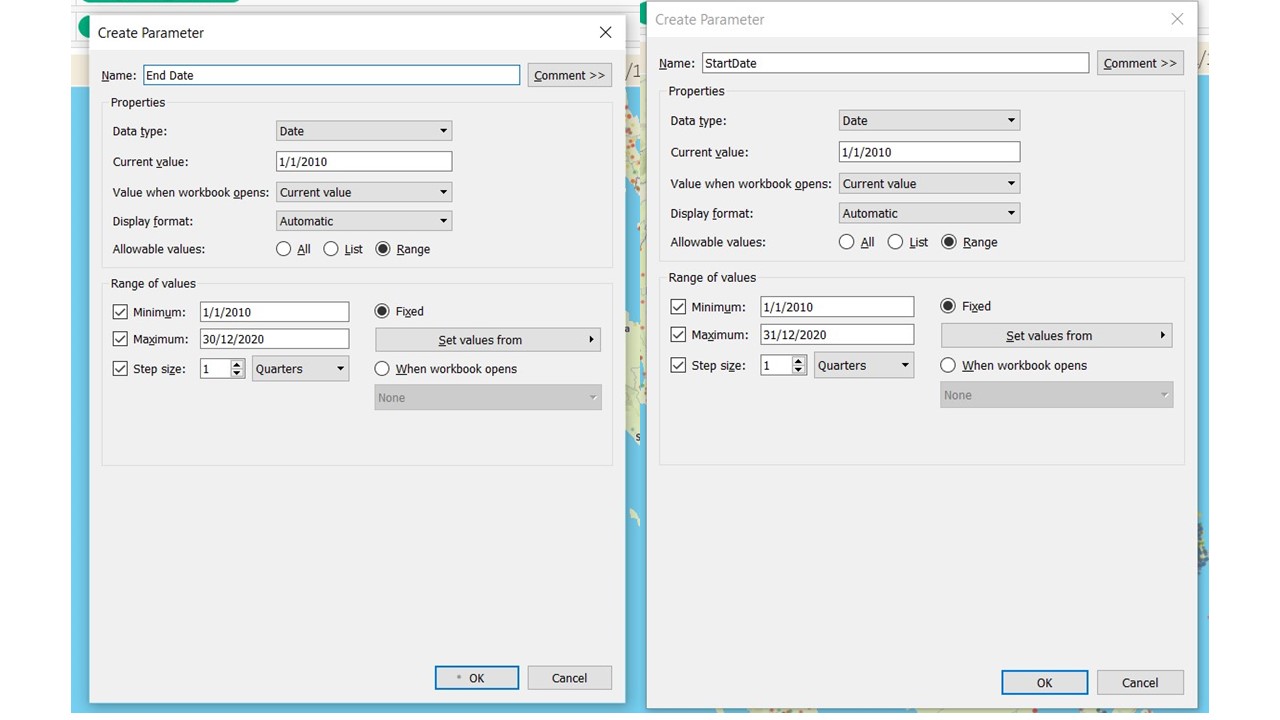 Create Parameter
Name: End Date Comment >>
Properties
Data type: Date
Current value: 1/1/2010
Value when workbook opens: Current value
Display format: Automatic
Allowable values: All List Range
Range of values
Minimum: 1/1/2010 Fixed
Maximum: 30/12/2020 Set values from
Step size: 1 Quarters When workbook opens
None
OK Cancel
Create Parameter
Name: StartDate Comment >>
Properties
Data type: Date
Current value: 1/1/2010
Value when workbook opens: Current value
Display format: Automatic
Allowable values: All List Range
Range of values
Minimum: 1/1/2010 Fixed
Maximum: 31/12/2020 Set values from
Step size: 1 Quarters When workbook opens
None
OK Cancel